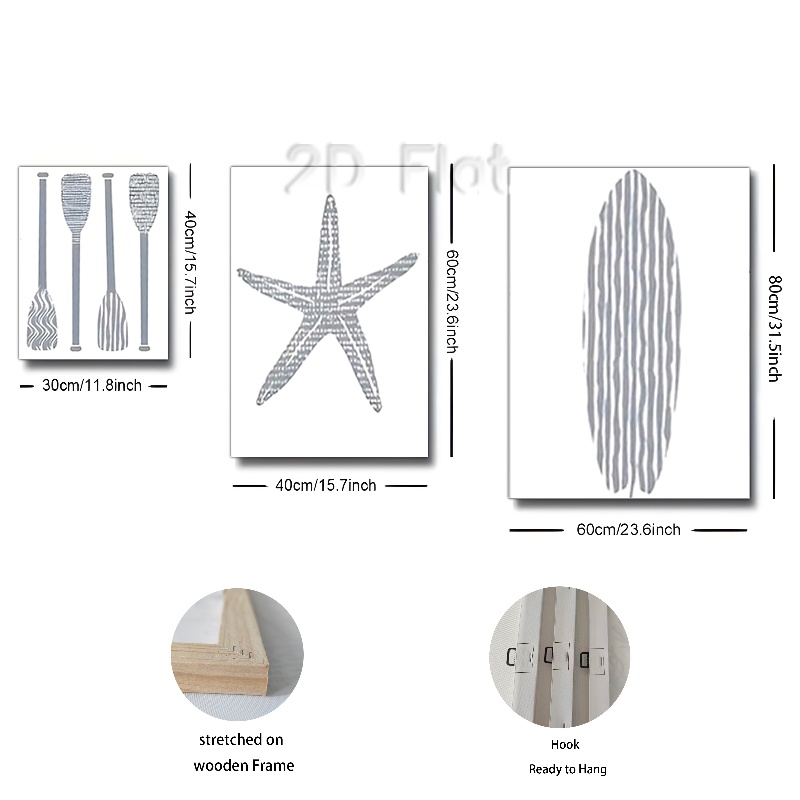 2D Flat
40cm/15.7inch
60cm/23.6inch
80cm/31.5inch
30cm/11.8inch
40cm/15.7inch
60cm/23.6inch
stretched on
wooden Frame
Hook
Ready to Hang